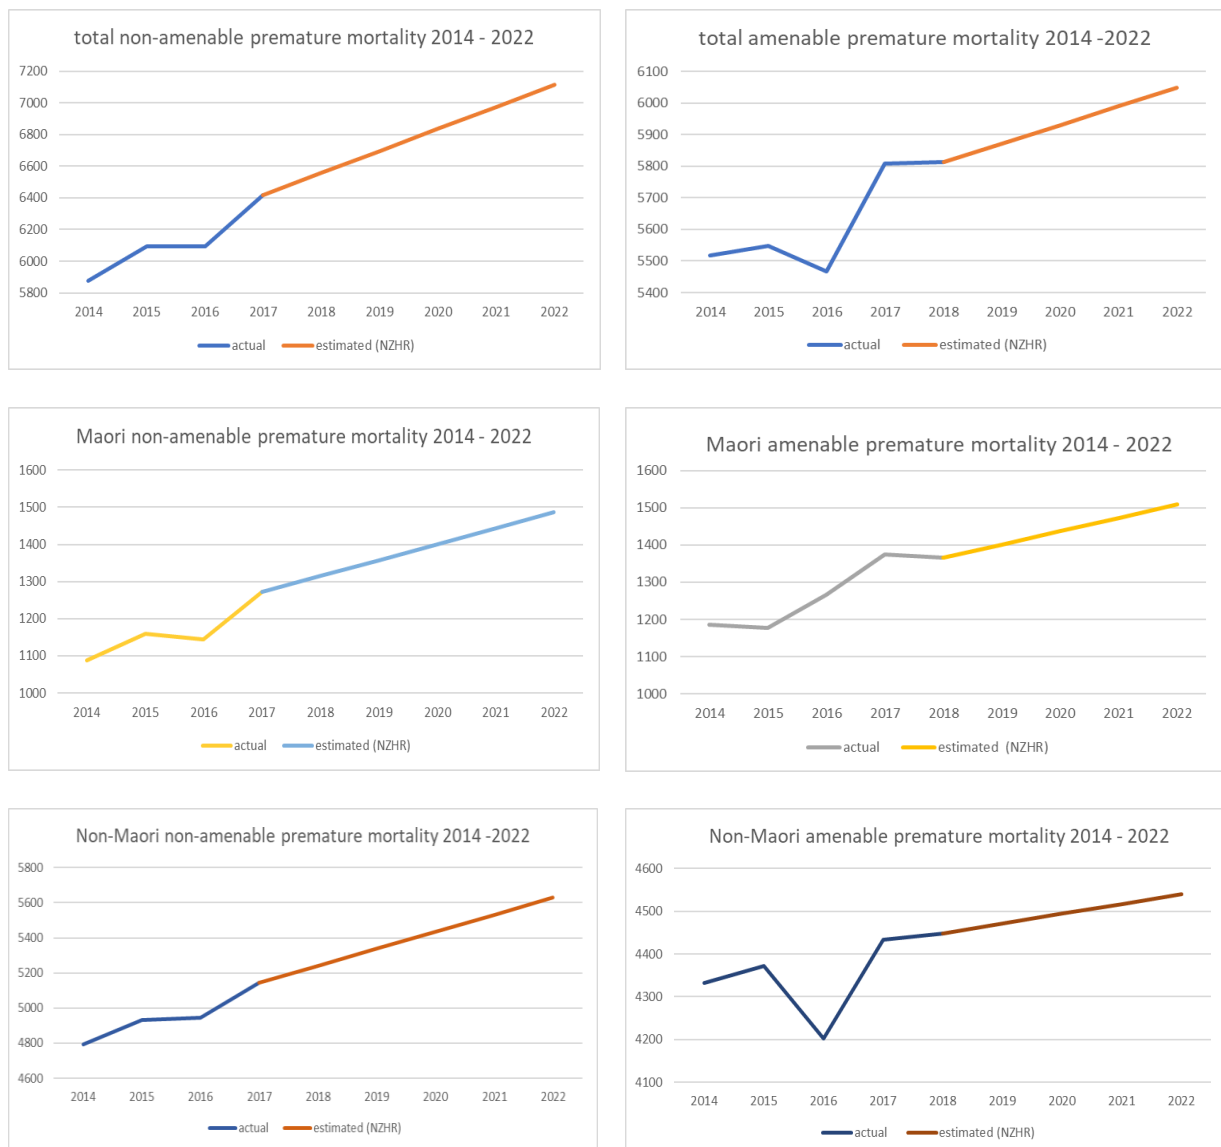 total non-amenable premature mortality 2014 - 2022
7200
7000
6800
6600
6400
6200
6000
5800
2014 2015 2016 2017 2018 2019 2020 2021 2022
actual estimated (NZHR)
total amenable premature mortality 2014 -2022
6100
6000
5900
5800
5700
5600
5500
5400
2014 2015 2016 2017 2018 2019 2020 2021 2022
actual estimated (NZHR)
Maori non-amenable premature mortality 2014 - 2022
1600
1500
1400
1300
1200
1100
1000
2014 2015 2016 2017 2018 2019 2020 2021 2022
actual estimated (NZHR)
Maori amenable premature mortality 2014 - 2022
1600
1500
1400
1300
1200
1100
1000
2014 2015 2016 2017 2018 2019 2020 2021 2022
actual estimated (NZHR)
Non-Maori non-amenable premature mortality 2014 -2022
5800
5600
5400
5200
5000
4800
4600
2014 2015 2016 2017 2018 2019 2020 2021 2022
actual estimated (NZHR)
Non-Maori amenable premature mortality 2014 - 2022
4600
4500
4400
4300
4200
4100
2014 2015 2016 2017 2018 2019 2020 2021 2022
actual estimated (NZHR)